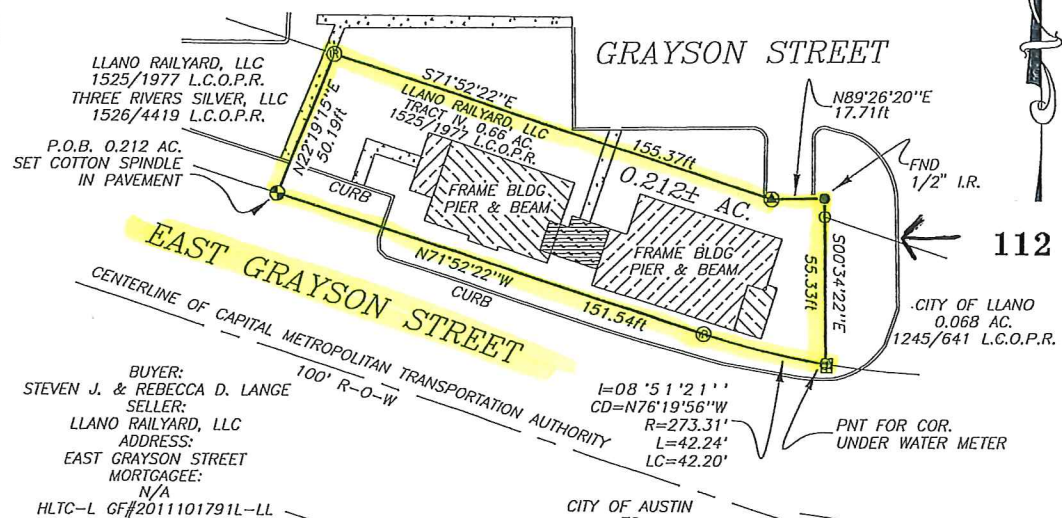 GRAYSON STREET
LLANO RAILYARD, LLC
1525/1977 L.C.O.P.R.
THREE RIVERS SILVER, LLC
1526/4419 L.C.O.P.R.
P.O.B. 0.212 AC.
SET COTTON SPINDLE
IN PAVEMENT
N22°19'15"E
50.19ft
S71°52'22"E
LLANO RAILYARD, LLC
TRACT IV, 0.66 AC.
1525/1977 L.C.O.P.R.
155.37ft
N89°26'20"E
17.71ft
FND
1/2" I.R.
CURB
FRAME BLDG
PIER & BEAM
0.212± AC.
FRAME BLDG
PIER & BEAM
S00°34'22"E
55.33ft
112
CITY OF LLANO
0.068 AC.
1245/641 L.C.O.P.R.
EAST GRAYSON STREET
N71°52'22"W
151.54ft
CURB
CENTERLINE OF CAPITAL METROPOLITAN TRANSPORTATION AUTHORITY
100' R-O-W
I=08°51'21''
CD=N76°19'56"W
R=273.31'
L=42.24'
LC=42.20'
PNT FOR COR.
UNDER WATER METER
BUYER:
STEVEN J. & REBECCA D. LANGE
SELLER:
LLANO RAILYARD, LLC
ADDRESS:
EAST GRAYSON STREET
MORTGAGEE:
N/A
HLTC-L GF#2011101791L-LL
CITY OF AUSTIN